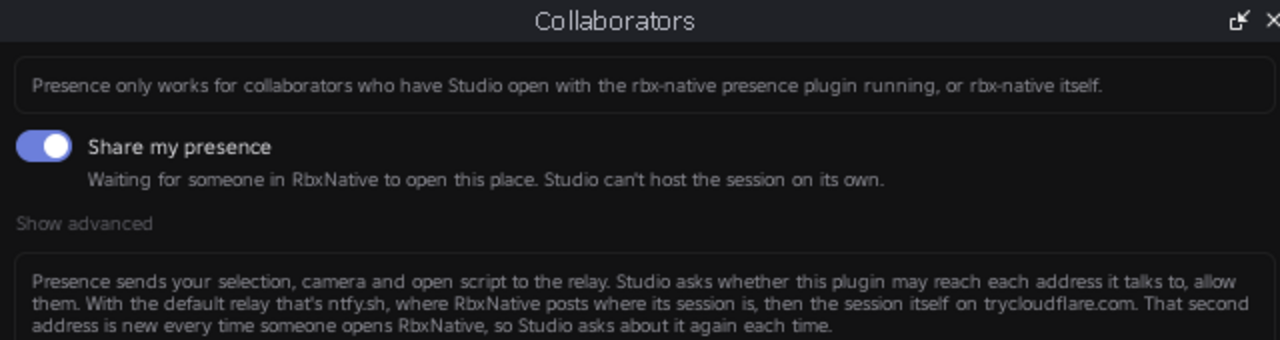 Collaborators
Presence only works for collaborators who have Studio open with the rbx-native presence plugin running, or rbx-native itself.
Share my presence
Waiting for someone in RbxNative to open this place. Studio can't host the session on its own.
Show advanced
Presence sends your selection, camera and open script to the relay. Studio asks whether this plugin may reach each address it talks to, allow
them. With the default relay that's ntfy.sh, where RbxNative posts where its session is, then the session itself on trycloudflare.com. That second
address is new every time someone opens RbxNative, so Studio asks about it again each time.